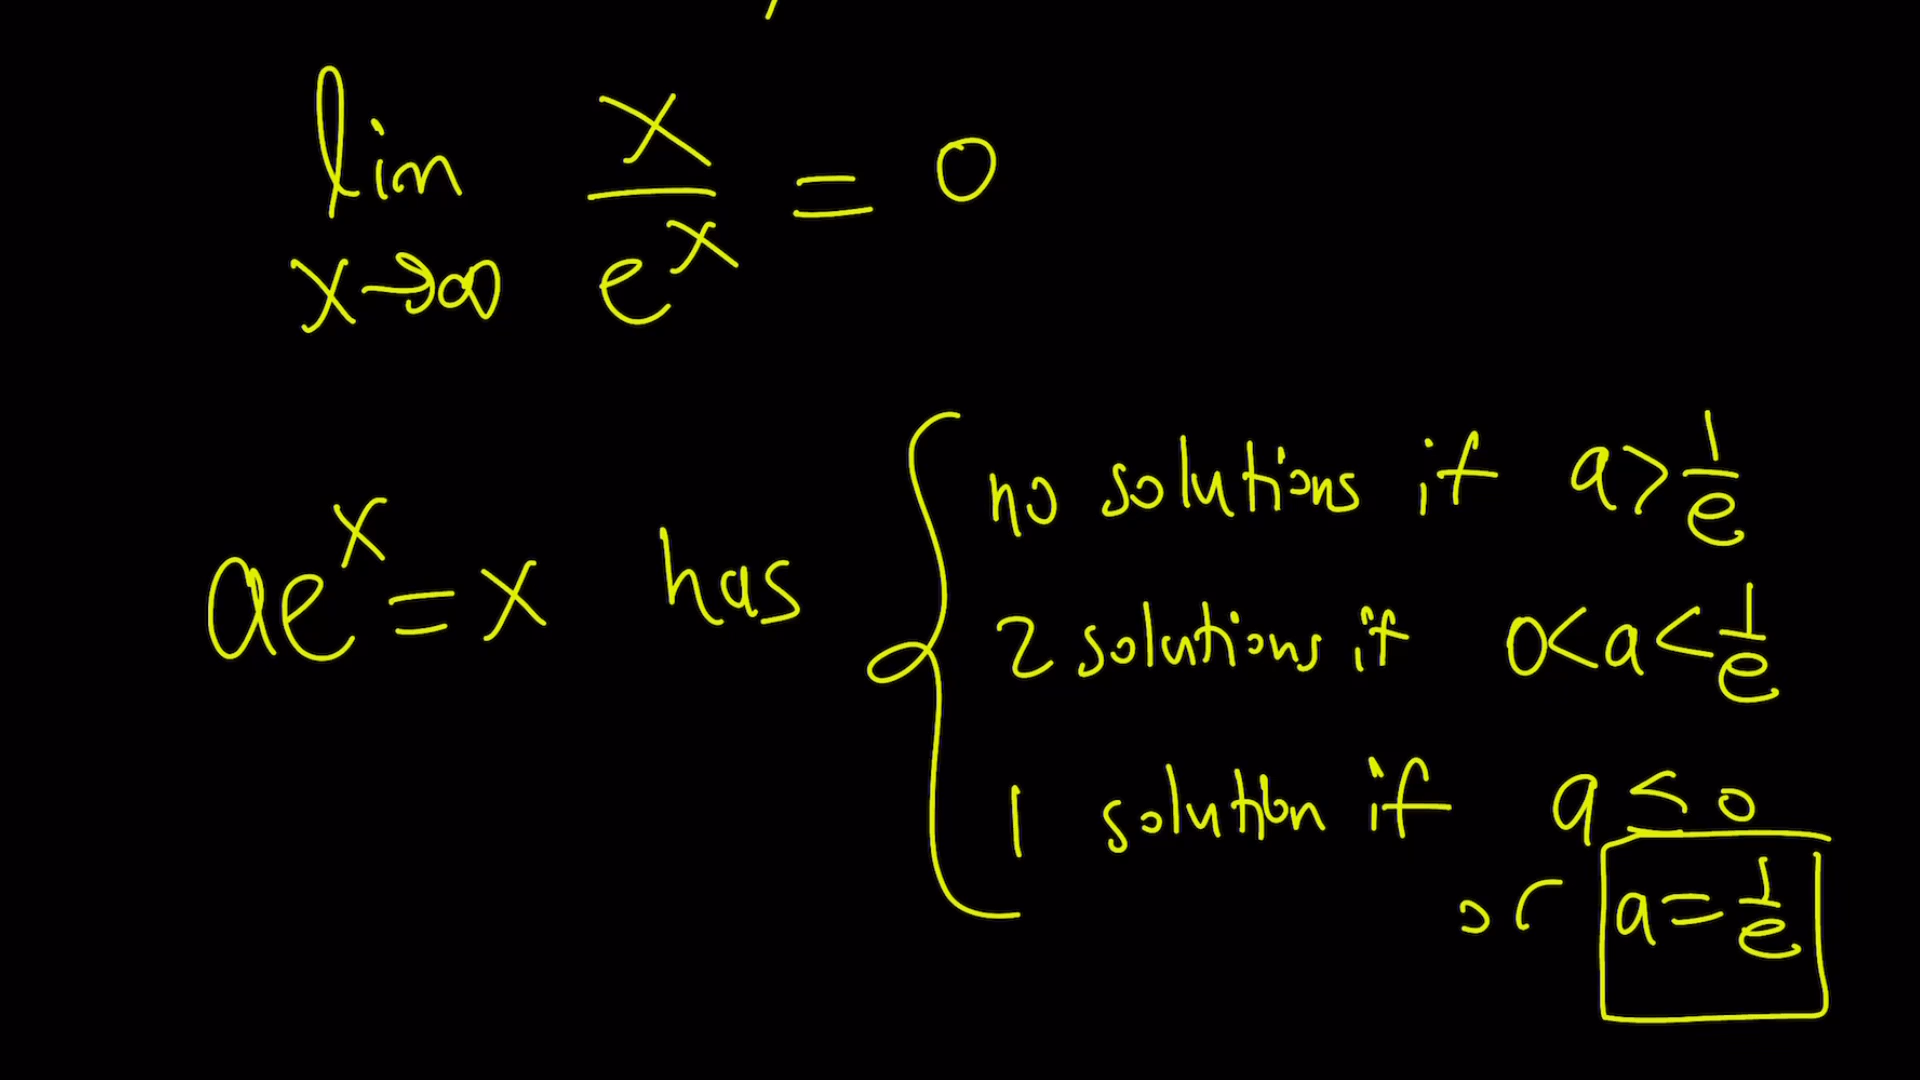 lim x→∞ x/e^x = 0
ae^x = x has { no solutions if a > 1/e
2 solutions if 0 < a < 1/e
1 solution if a ≤ 0
or a = 1/e